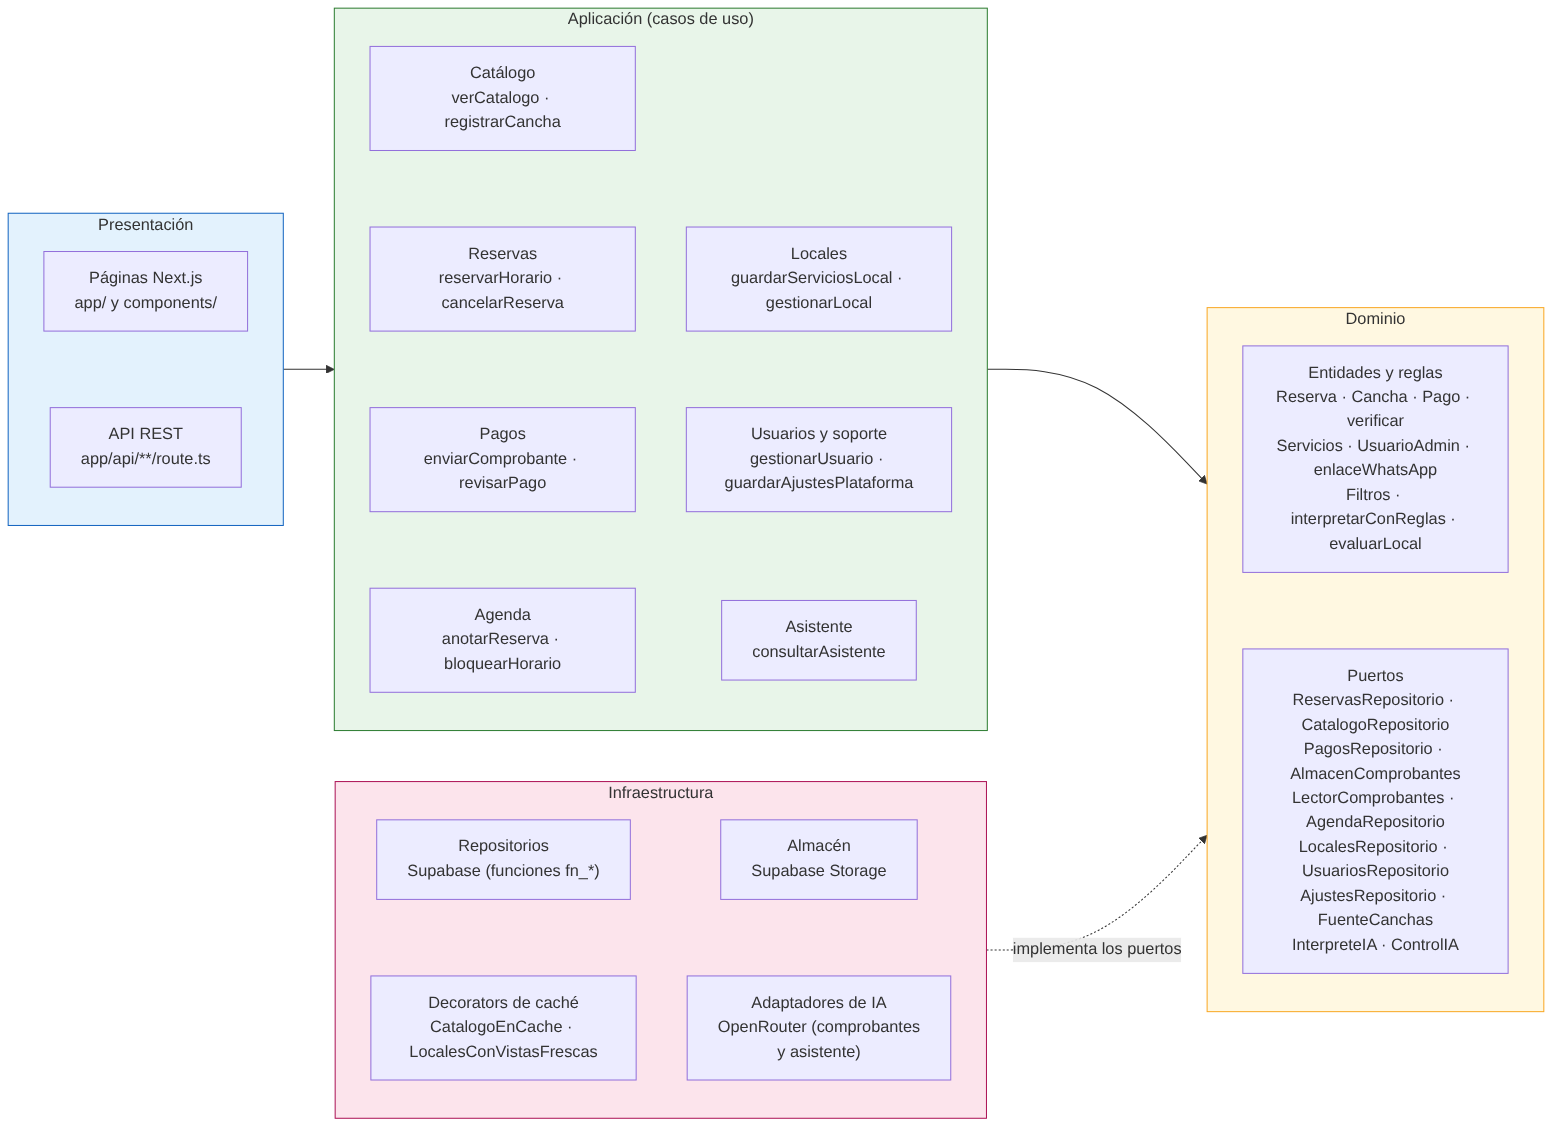 Presentación
Páginas Next.js
app/ y components/
API REST
app/api/**/route.ts
Aplicación (casos de uso)
Catálogo
verCatalogo ·
registrarCancha
Reservas
reservarHorario ·
cancelarReserva
Locales
guardarServiciosLocal ·
gestionarLocal
Pagos
enviarComprobante ·
revisarPago
Usuarios y soporte
gestionarUsuario ·
guardarAjustesPlataforma
Agenda
anotarReserva ·
bloquearHorario
Asistente
consultarAsistente
Infraestructura
Repositorios
Supabase (funciones fn_*)
Almacén
Supabase Storage
Decorators de caché
CatalogoEnCache ·
LocalesConVistasFrescas
Adaptadores de IA
OpenRouter (comprobantes
y asistente)
implementa los puertos
Dominio
Entidades y reglas
Reserva · Cancha · Pago ·
verificar
Servicios · UsuarioAdmin ·
enlaceWhatsApp
Filtros ·
interpretarConReglas ·
evaluarLocal
Puertos
ReservasRepositorio ·
CatalogoRepositorio
PagosRepositorio ·
AlmacenComprobantes
LectorComprobantes ·
AgendaRepositorio
LocalesRepositorio ·
UsuariosRepositorio
AjustesRepositorio ·
FuenteCanchas
InterpreteIA · ControlIA